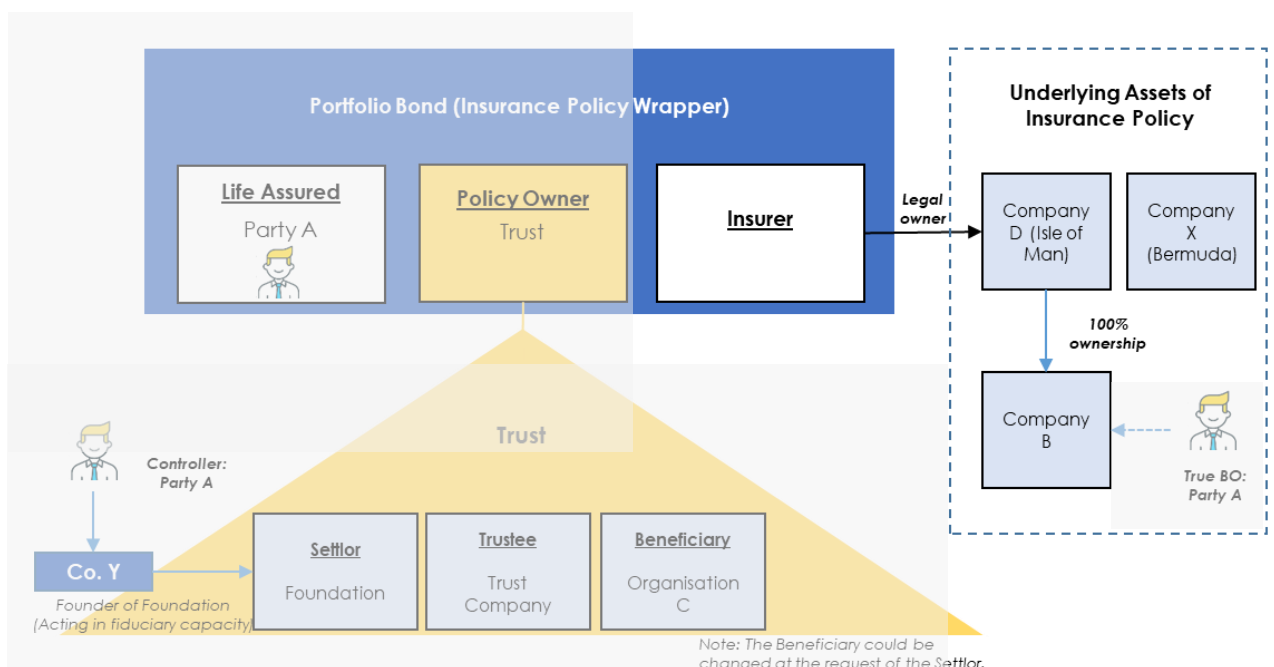 Portfolio Bond (Insurance Policy Wrapper)
Life Assured
Party A
Policy Owner
Trust
Insurer
Legal
owner
Underlying Assets of
Insurance Policy
Company
D (Isle of
Man)
Company
X
(Bermuda)
100%
ownership
Company
B
True BO:
Party A
Trust
Controller:
Party A
Co. Y
Founder of Foundation
(Acting in fiduciary capacity)
Settlor
Foundation
Trustee
Trust
Company
Beneficiary
Organisation
C
Note: The Beneficiary could be
changed at the request of the Settlor.